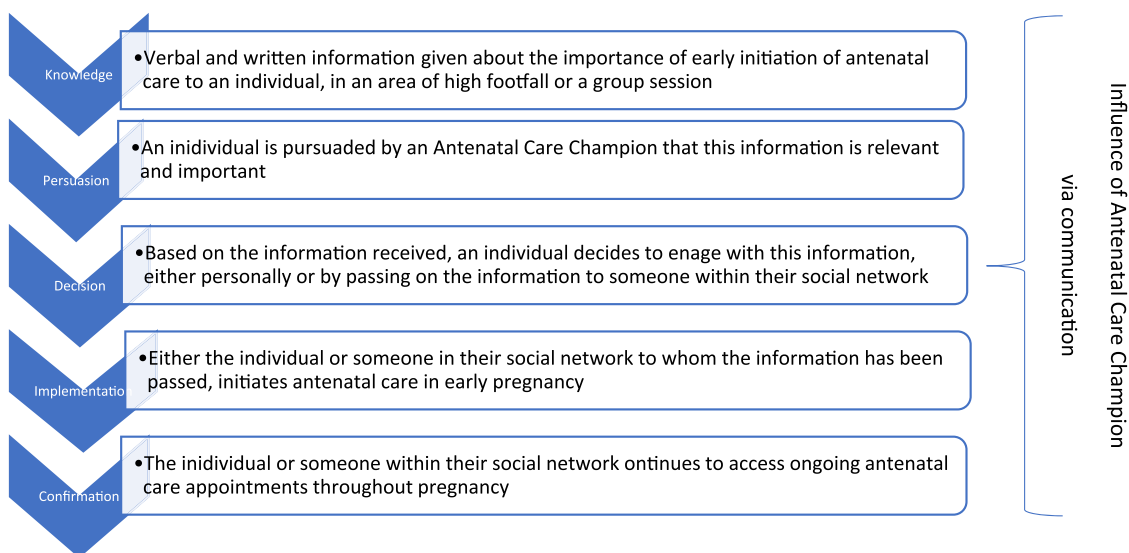 Knowledge
•Verbal and written information given about the importance of early initiation of antenatal
care to an individual, in an area of high footfall or a group session
Persuasion
•An inidividual is pursuaded by an Antenatal Care Champion that this information is relevant
and important
Decision
•Based on the information received, an individual decides to enage with this information,
either personally or by passing on the information to someone within their social network
Implementation
•Either the individual or someone in their social network to whom the information has been
passed, initiates antenatal care in early pregnancy
Confirmation
•The inidividual or someone within their social network ontinues to access ongoing antenatal
care appointments throughout pregnancy
Influence of Antenatal Care Champion
via communication